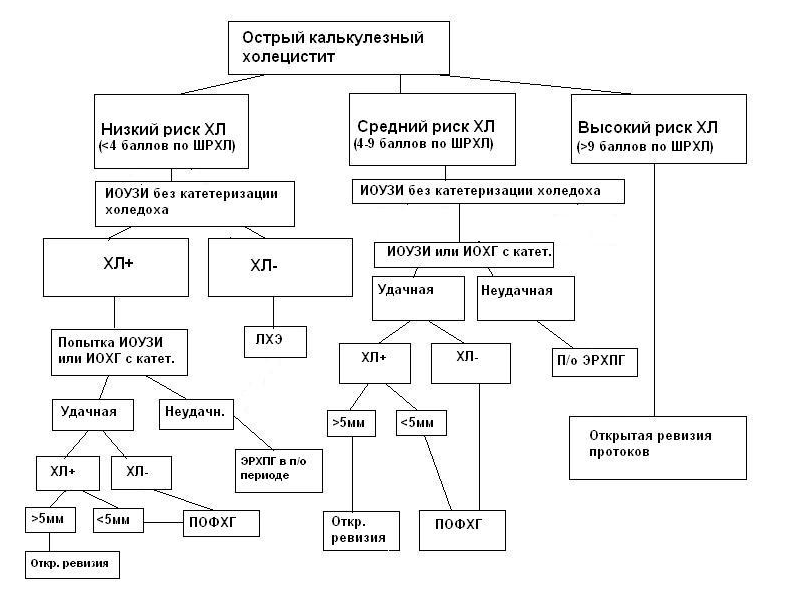 Острый калькулезный
холецистит
Низкий риск ХЛ
(<4 баллов по ШРХЛ)
Средний риск ХЛ
(4-9 баллов по ШРХЛ)
Высокий риск ХЛ
(>9 баллов по ШРХЛ)
ИОУЗИ без катетеризации
холедоха
ИОУЗИ без катетеризации холедоха
ХЛ+
ХЛ-
ИОУЗИ или ИОХГ с катет.
Удачная
Неудачная
Попытка ИОУЗИ
или ИОХГ с катет.
ЛХЭ
ХЛ+
ХЛ-
П/о ЭРХПГ
Удачная
Неудачн.
>5мм
<5мм
Открытая ревизия
протоков
ХЛ+
ХЛ-
ЭРХПГ в п/о
периоде
>5мм
<5мм
ПОФХГ
Откр.
ревизия
ПОФХГ
Откр. ревизия